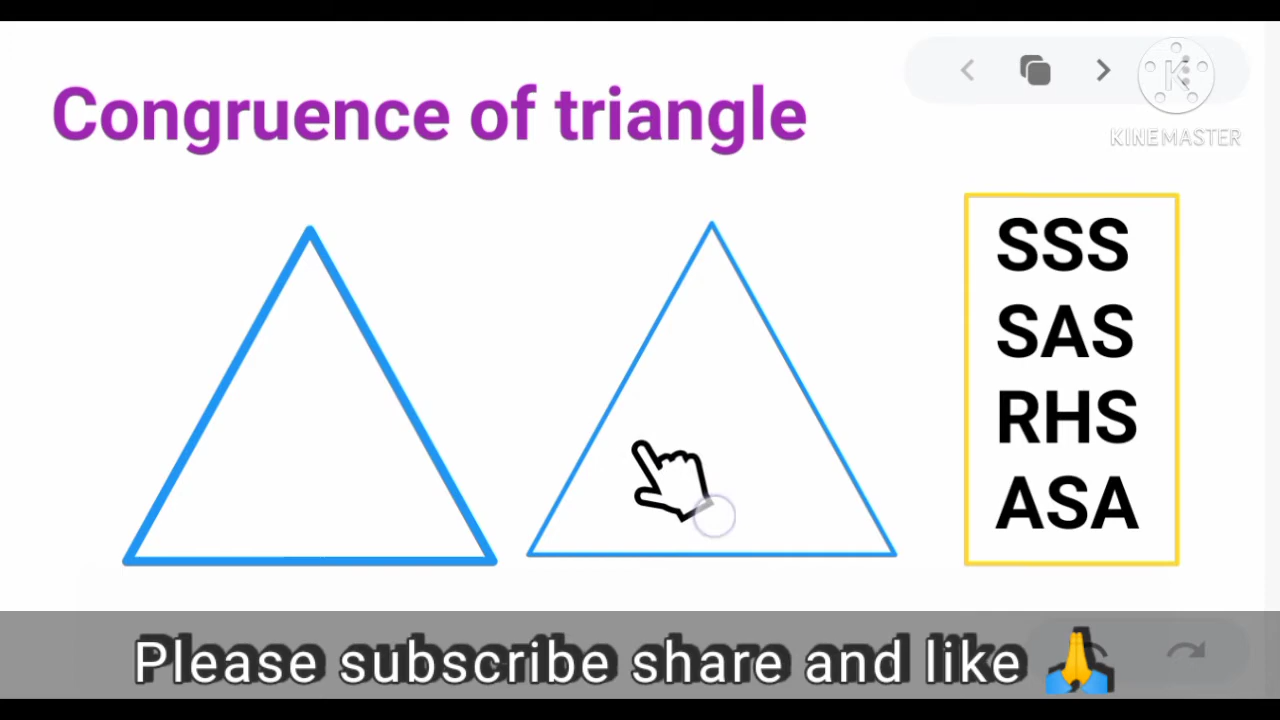 Congruence of triangle
K
KINEMASTER
SSS
SAS
RHS
ASA
Please subscribe share and like 🙏